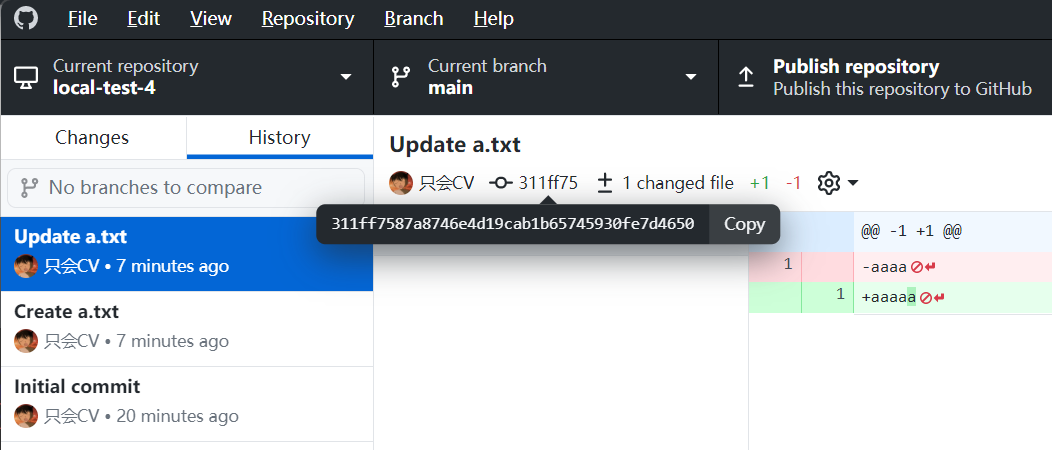 File Edit View Repository Branch Help
Current repository
local-test-4
Current branch
main
Publish repository
Publish this repository to GitHub
Changes
History
No branches to compare
Update a.txt
只会CV • 7 minutes ago
Create a.txt
只会CV • 7 minutes ago
Initial commit
只会CV • 20 minutes ago
Update a.txt
只会CV 311ff75 1 changed file +1 -1
311ff7587a8746e4d19cab1b65745930fe7d4650 Copy
@@ -1 +1 @@
1 -aaaa
1 +aaaaa